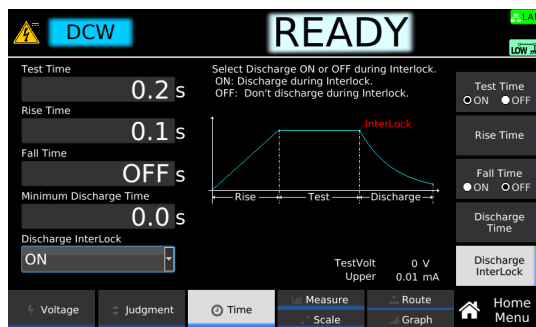 DCW
READY
LAN
LOW
Test Time
0.2 s
Rise Time
0.1 s
Fall Time
OFF s
Minimum Discharge Time
0.0 s
Discharge InterLock
ON
Select Discharge ON or OFF during Interlock.
ON: Discharge during Interlock.
OFF: Don't discharge during Interlock.
InterLock
Rise
Test
Discharge
TestVolt 0 V
Upper 0.01 mA
Test Time
ON OFF
Rise Time
Fall Time
ON OFF
Discharge
Time
Discharge
InterLock
Voltage
Judgment
Time
Measure
Scale
Route
Graph
Home
Menu